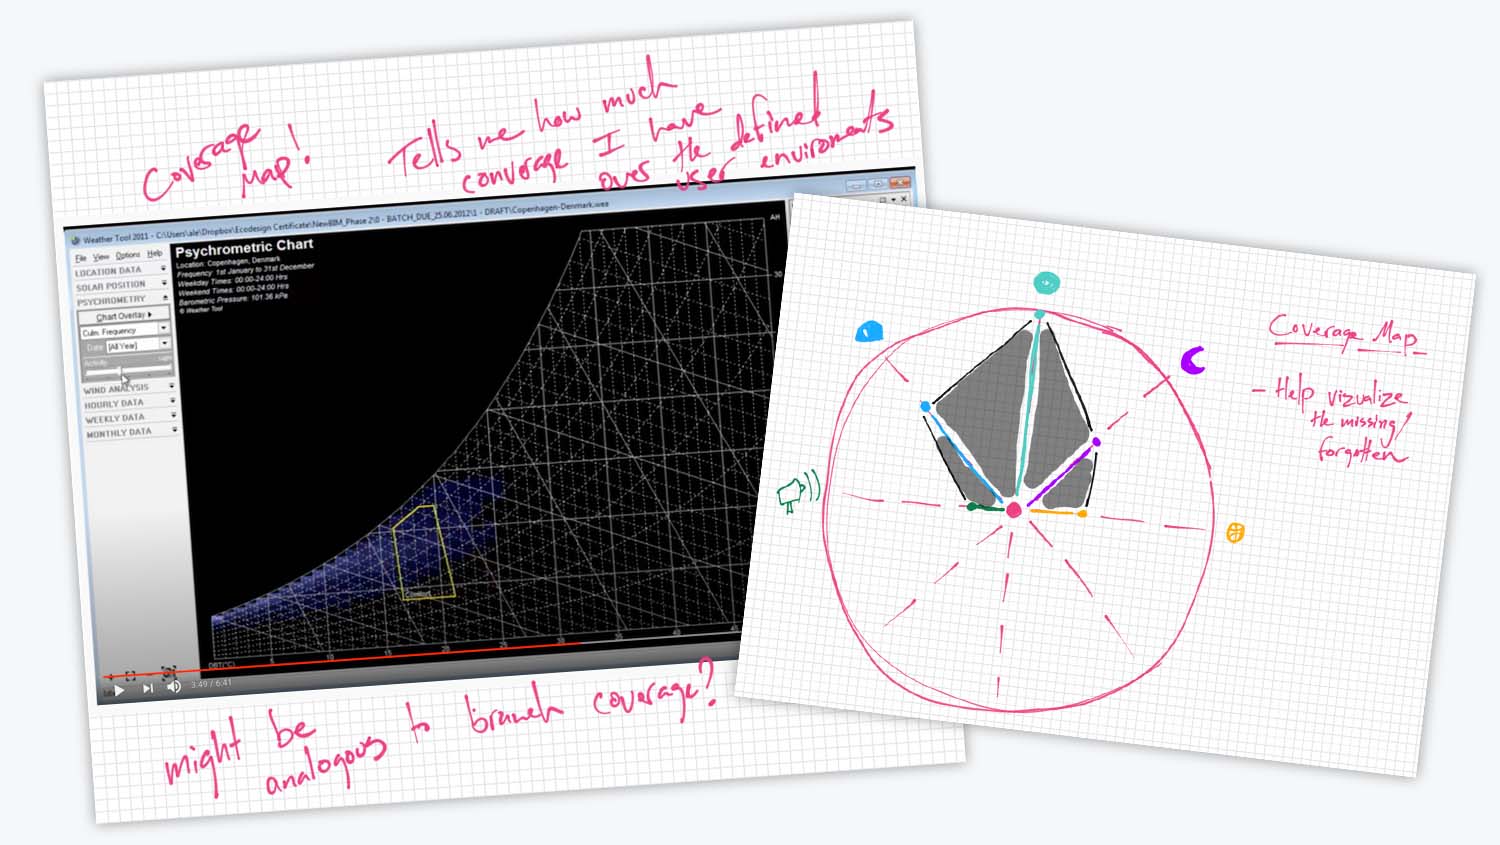 Coverage
Map!
Tells me how much
converage I have
over the defined
user enviroments
Weather Tool 2011 - C:\Users\ale\Dropbox\Ecodesign Certificate\NewBIM_Phase 2\0 - BATCH_DUE_25.06.2012\1 - DRAFT\Copenhagen-Denmark.wea
File View Options Help
LOCATION DATA
SOLAR POSITION
PSYCHROMETRY
Chart Overlay
Culm. Frequency
Date: [All Year]
Activity
WIND ANALYSIS
HOURLY DATA
WEEKLY DATA
MONTHLY DATA
Psychrometric Chart
Location: Copenhagen, Denmark
Frequency: 1st January to 31st December
Weekday Times: 00:00-24:00 Hrs
Weekend Times: 00:00-24:00 Hrs
Barometric Pressure: 101.36 kPa
© Weather Tool
AH
30
Comfort
DBT(°C) 5 10 15 20 25 30 35 40 45
3:49 / 6:41
might be
analogous to branch coverage?
Coverage Map
- Help vizualize
the missing/
forgotten